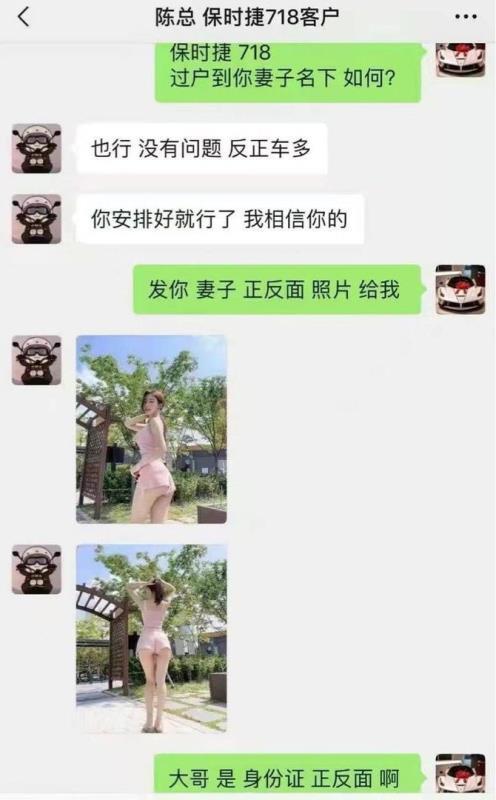 陈总 保时捷718客户
保时捷 718
过户到你妻子名下 如何?
也行 没有问题 反正车多
你安排好就行了 我相信你的
发你 妻子 正反面 照片 给我
大哥 是 身份证 正反面 啊